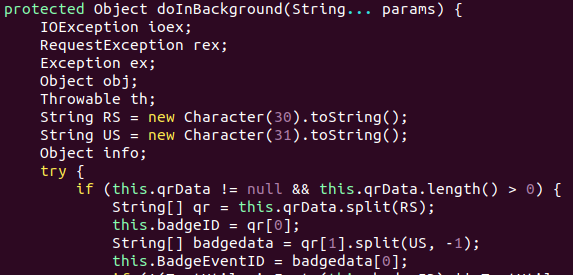 protected Object doInBackground(String... params) {
IOException ioex;
RequestException rex;
Exception ex;
Object obj;
Throwable th;
String RS = new Character(30).toString();
String US = new Character(31).toString();
Object info;
try {
if (this.qrData != null && this.qrData.length() > 0) {
String[] qr = this.qrData.split(RS);
this.badgeID = qr[0];
String[] badgedata = qr[1].split(US, -1);
this.BadgeEventID = badgedata[0];